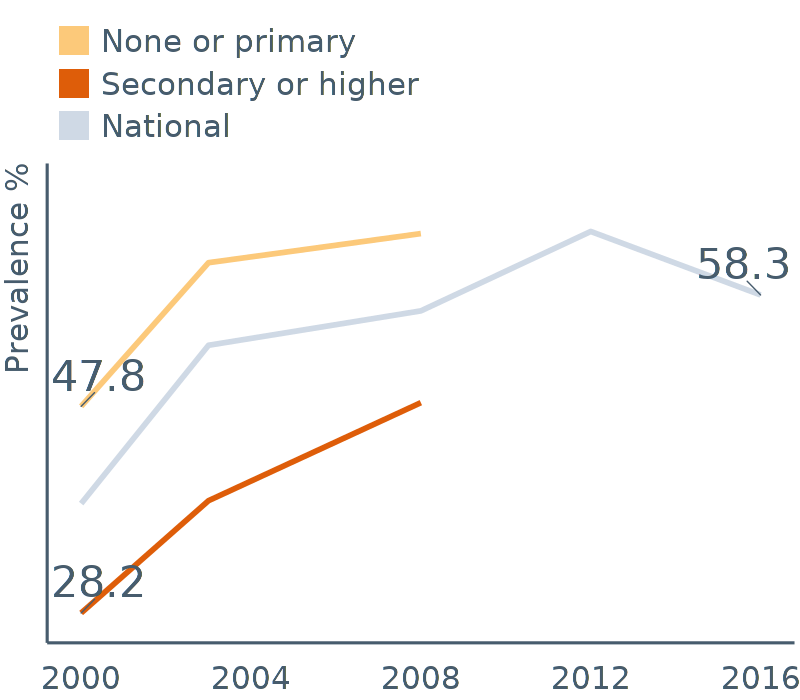 None or primary
Secondary or higher
National
Prevalence %
58.3
47.8
28.2
2000 2004 2008 2012 2016